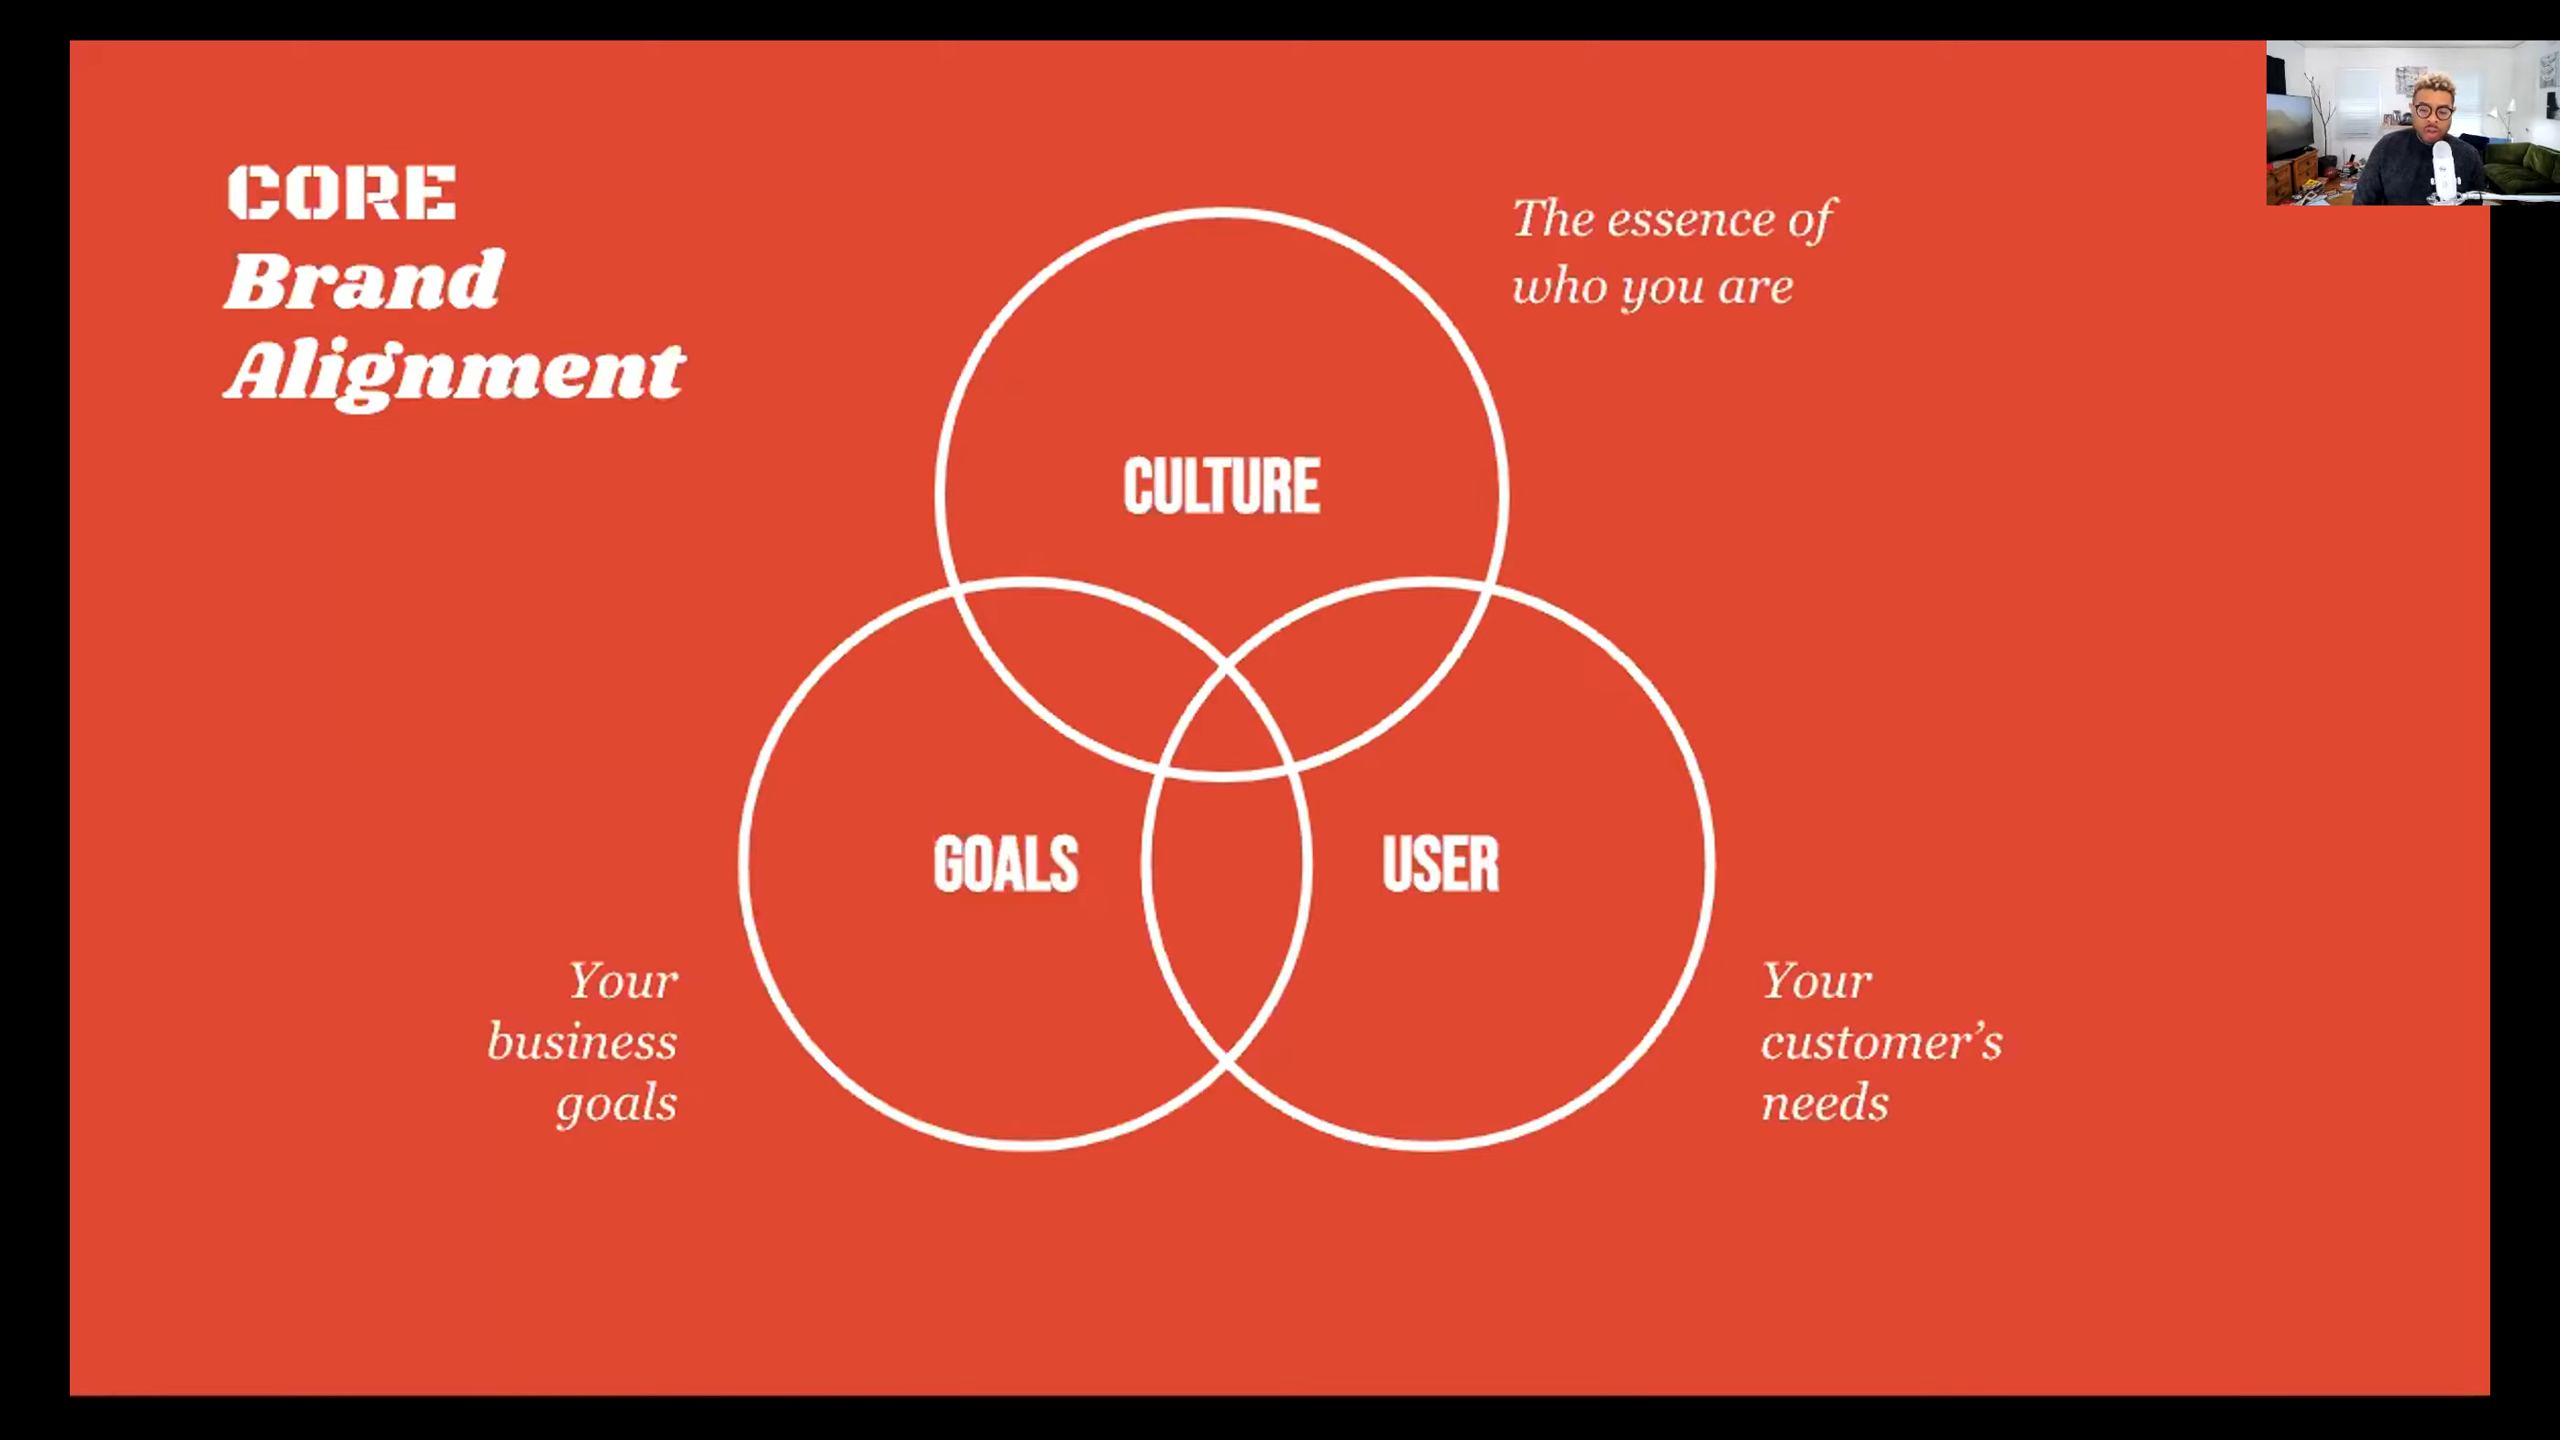 CORE
Brand
Alignment
The essence of
who you are
CULTURE
GOALS
USER
Your
business
goals
Your
customer’s
needs